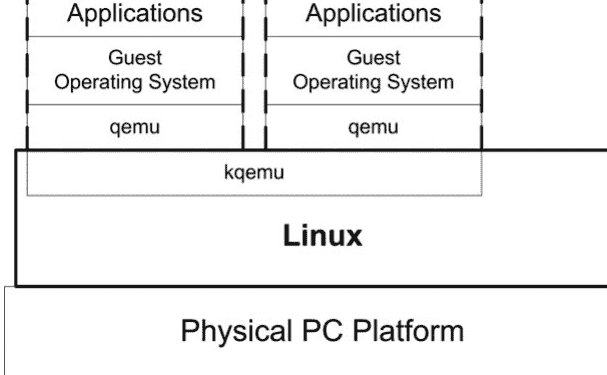 Applications
Applications
Guest
Operating System
Guest
Operating System
qemu
qemu
kqemu
Linux
Physical PC Platform